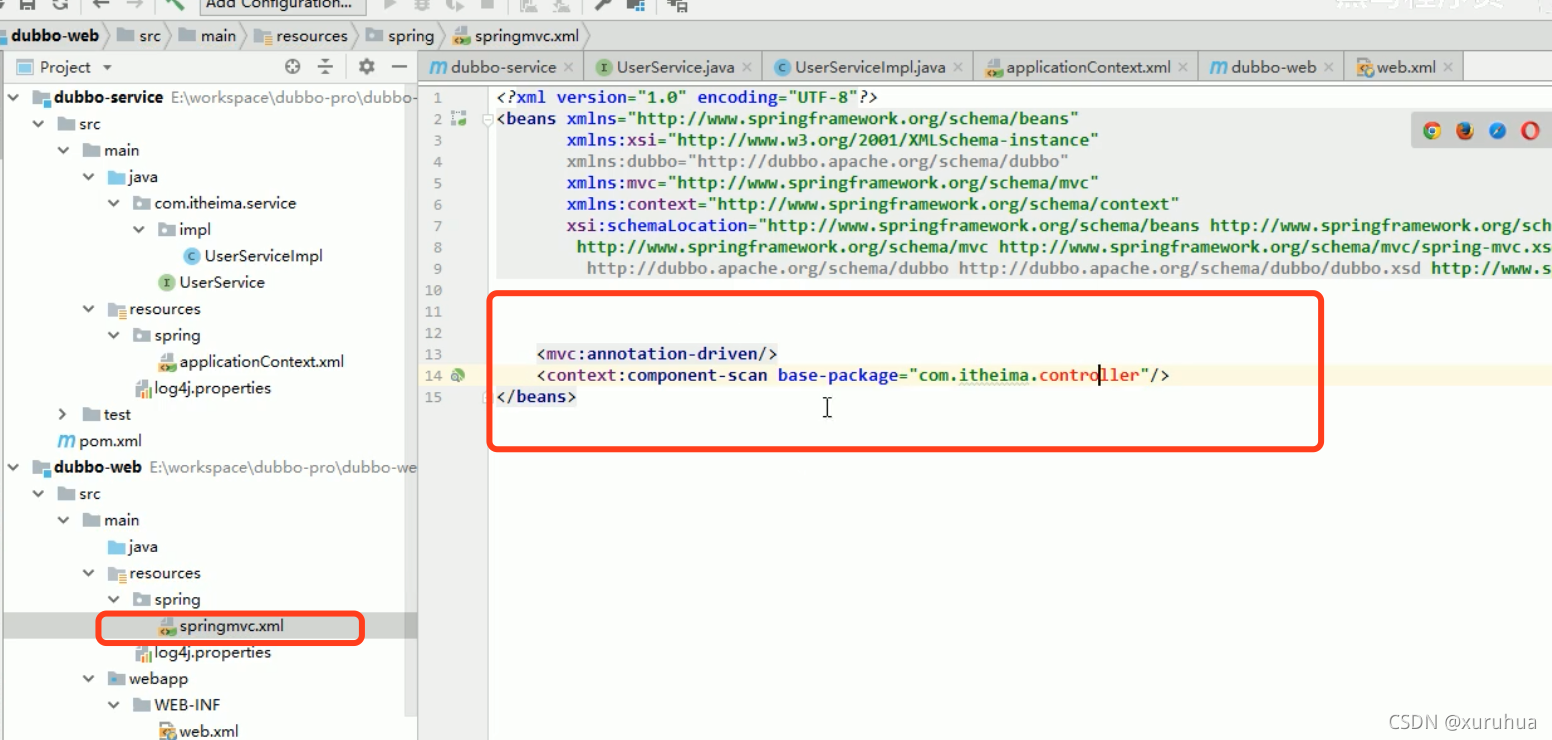 Add Configuration...
dubbo-web src main resources spring springmvc.xml
Project
dubbo-service UserService.java UserServiceImpl.java applicationContext.xml dubbo-web web.xml
dubbo-service E:\workspace\dubbo-pro\dubbo-
src
main
java
com.itheima.service
impl
UserServiceImpl
UserService
resources
spring
applicationContext.xml
log4j.properties
test
pom.xml
dubbo-web E:\workspace\dubbo-pro\dubbo-we
src
main
java
resources
spring
springmvc.xml
log4j.properties
webapp
WEB-INF
web.xml
1 <?xml version="1.0" encoding="UTF-8"?>
2 <beans xmlns="http://www.springframework.org/schema/beans"
3 xmlns:xsi="http://www.w3.org/2001/XMLSchema-instance"
4 xmlns:dubbo="http://dubbo.apache.org/schema/dubbo"
5 xmlns:mvc="http://www.springframework.org/schema/mvc"
6 xmlns:context="http://www.springframework.org/schema/context"
7 xsi:schemaLocation="http://www.springframework.org/schema/beans http://www.springframework.org/sch
8 http://www.springframework.org/schema/mvc http://www.springframework.org/schema/mvc/spring-mvc.xs
9 http://dubbo.apache.org/schema/dubbo http://dubbo.apache.org/schema/dubbo/dubbo.xsd http://www.s
10
11
12
13 <mvc:annotation-driven/>
14 <context:component-scan base-package="com.itheima.controller"/>
15 </beans>
CSDN @xuruhua